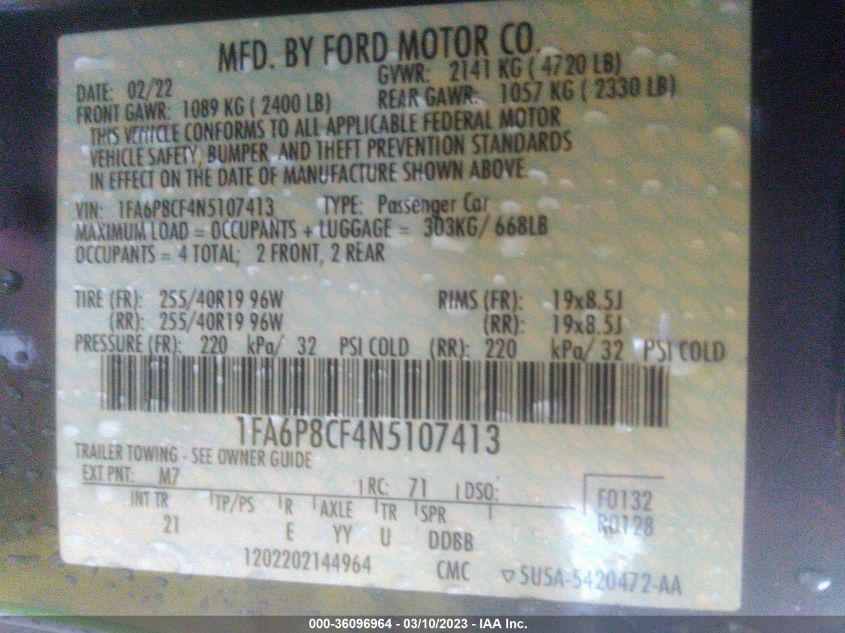 MFD. BY FORD MOTOR CO.
DATE: 02/22 GVWR: 2141 KG ( 4720 LB)
FRONT GAWR: 1089 KG ( 2400 LB) REAR GAWR: 1057 KG ( 2330 LB)
THIS VEHICLE CONFORMS TO ALL APPLICABLE FEDERAL MOTOR
VEHICLE SAFETY, BUMPER, AND THEFT PREVENTION STANDARDS
IN EFFECT ON THE DATE OF MANUFACTURE SHOWN ABOVE.
VIN: 1FA6P8CF4N5107413 TYPE: Passenger Car
MAXIMUM LOAD = OCCUPANTS + LUGGAGE = 303KG/ 668LB
OCCUPANTS = 4 TOTAL; 2 FRONT, 2 REAR
TIRE (FR): 255/40R19 96W RIMS (FR): 19x8.5J
(RR): 255/40R19 96W (RR): 19x8.5J
PRESSURE (FR): 220 kPa/ 32 PSI COLD (RR): 220 kPa/ 32 PSI COLD
1FA6P8CF4N5107413
TRAILER TOWING - SEE OWNER GUIDE
EXT PNT: M7 RC: 71 DSO:
INT TR TP/PS R AXLE TR SPR F0132
21 E YY U DDBB R0128
1202202144964 CMC ▽5U5A-5420472-AA
000-36096964 - 03/10/2023 - IAA Inc.